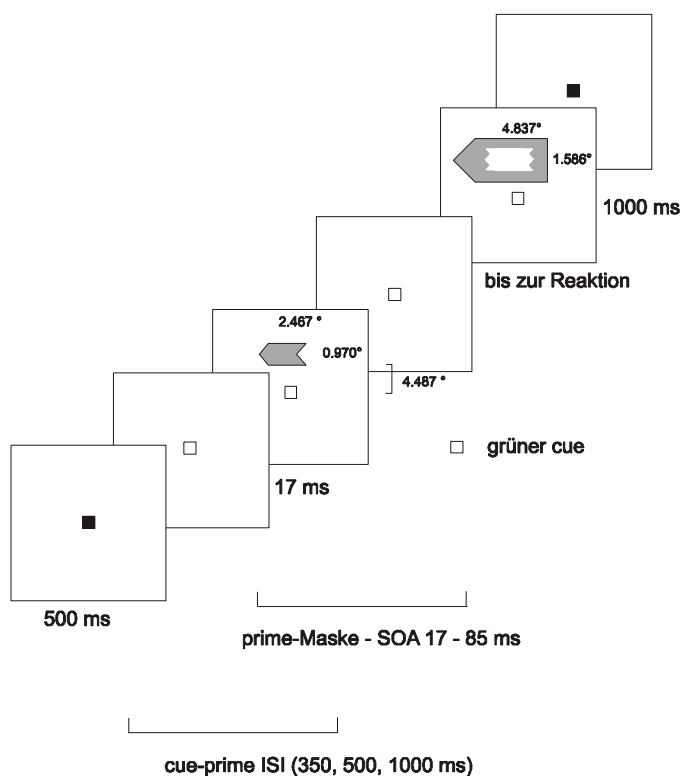 4.837°
1.586°
1000 ms
bis zur Reaktion
2.467 °
0.970°
4.487 °
grüner cue
17 ms
500 ms
prime-Maske - SOA 17 - 85 ms
cue-prime ISI (350, 500, 1000 ms)